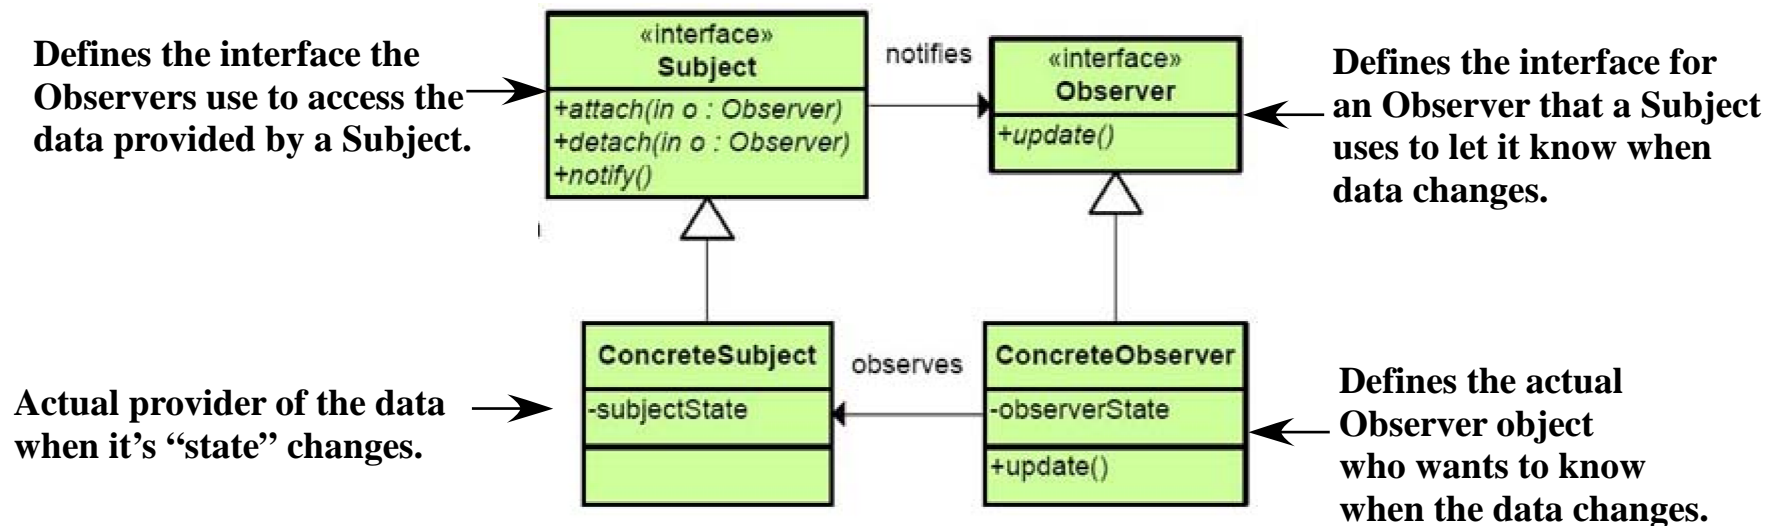 Defines the interface the
Observers use to access the
data provided by a Subject.
«interface»
Subject
+attach(in o : Observer)
+detach(in o : Observer)
+notify()
notifies
«interface»
Observer
+update()
Defines the interface for
an Observer that a Subject
uses to let it know when
data changes.
Actual provider of the data
when it's “state” changes.
ConcreteSubject
-subjectState
observes
ConcreteObserver
-observerState
+update()
Defines the actual
Observer object
who wants to know
when the data changes.